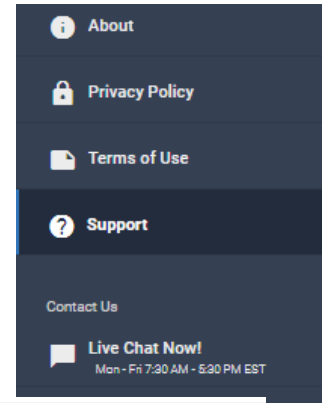 About
Privacy Policy
Terms of Use
Support
Contact Us
Live Chat Now!
Mon - Fri 7:30 AM - 5:30 PM EST